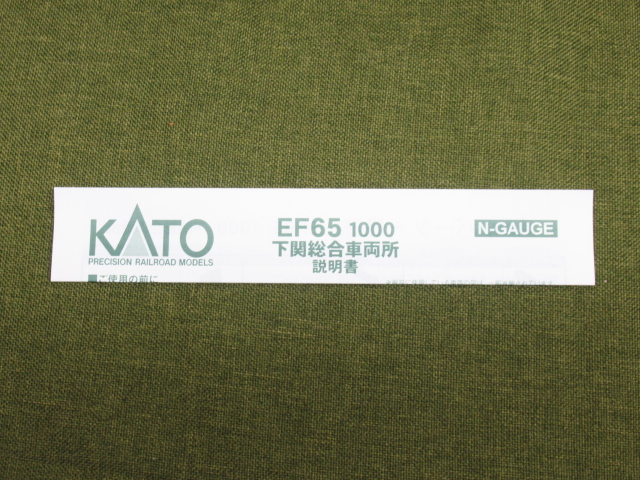 KATO
PRECISION RAILROAD MODELS
EF65 1000
下関総合車両所
説明書
N-GAUGE
■ご使用の前に